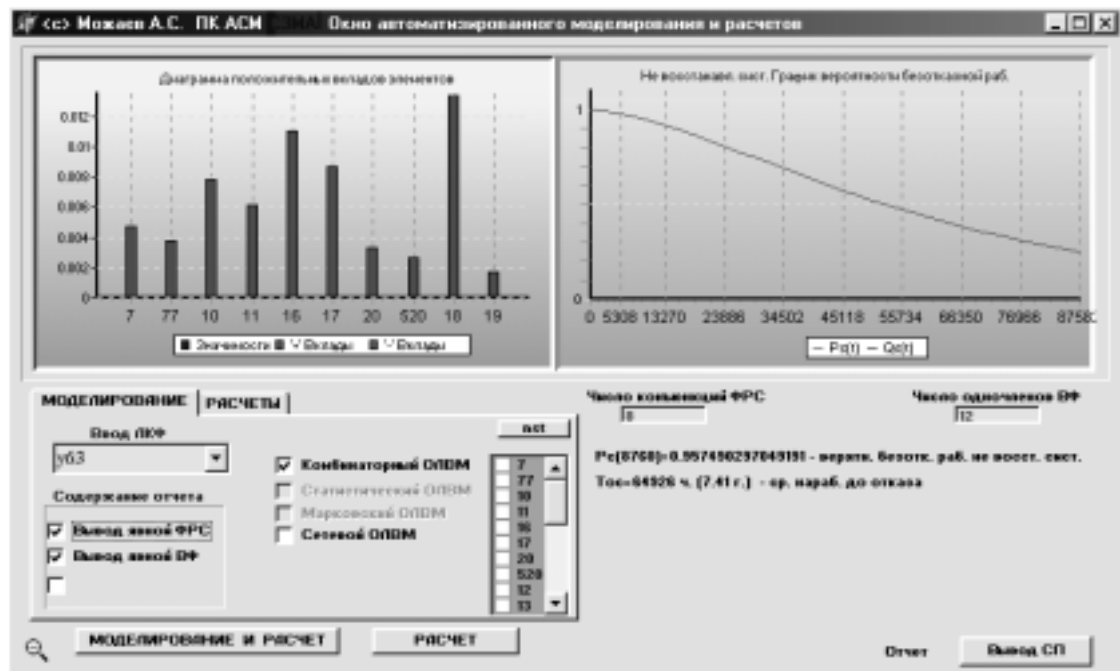 <c> Можаев А.С. ПК АСМ Окно автоматизированного моделирования и расчетов
Диаграмма положительных вкладов элементов
0.012
0.01
0.008
0.006
0.004
0.002
0
7 77 10 11 16 17 20 520 18 19
Значимости "-"Вклады "+"Вклады
Не восстанавл. сист. График вероятности безотказной раб.
1
0
0 5308 13270 23886 34502 45118 55734 66350 76966 87582
Pc(t) Qc(t)
МОДЕЛИРОВАНИЕ РАСЧЕТЫ
Ввод ЛКФ
y63
Содержание отчета
Вывод явной ФРС
Вывод явной ВФ
Комбинаторный ОЛВМ
Статистический ОЛВМ
Марковский ОЛВМ
Сетевой ОЛВМ
nst
7
77
10
11
16
17
20
520
12
13
Число конъюнкций ФРС
8
Число одночленов ВФ
12
Pc(8760)=0.957490297049191 - вероятн. безотк. раб. не восст. сист.
Toc=64926 ч. (7.41 г.) - ср. нараб. до отказа
МОДЕЛИРОВАНИЕ И РАСЧЕТ
РАСЧЕТ
Отчет
Вывод СП